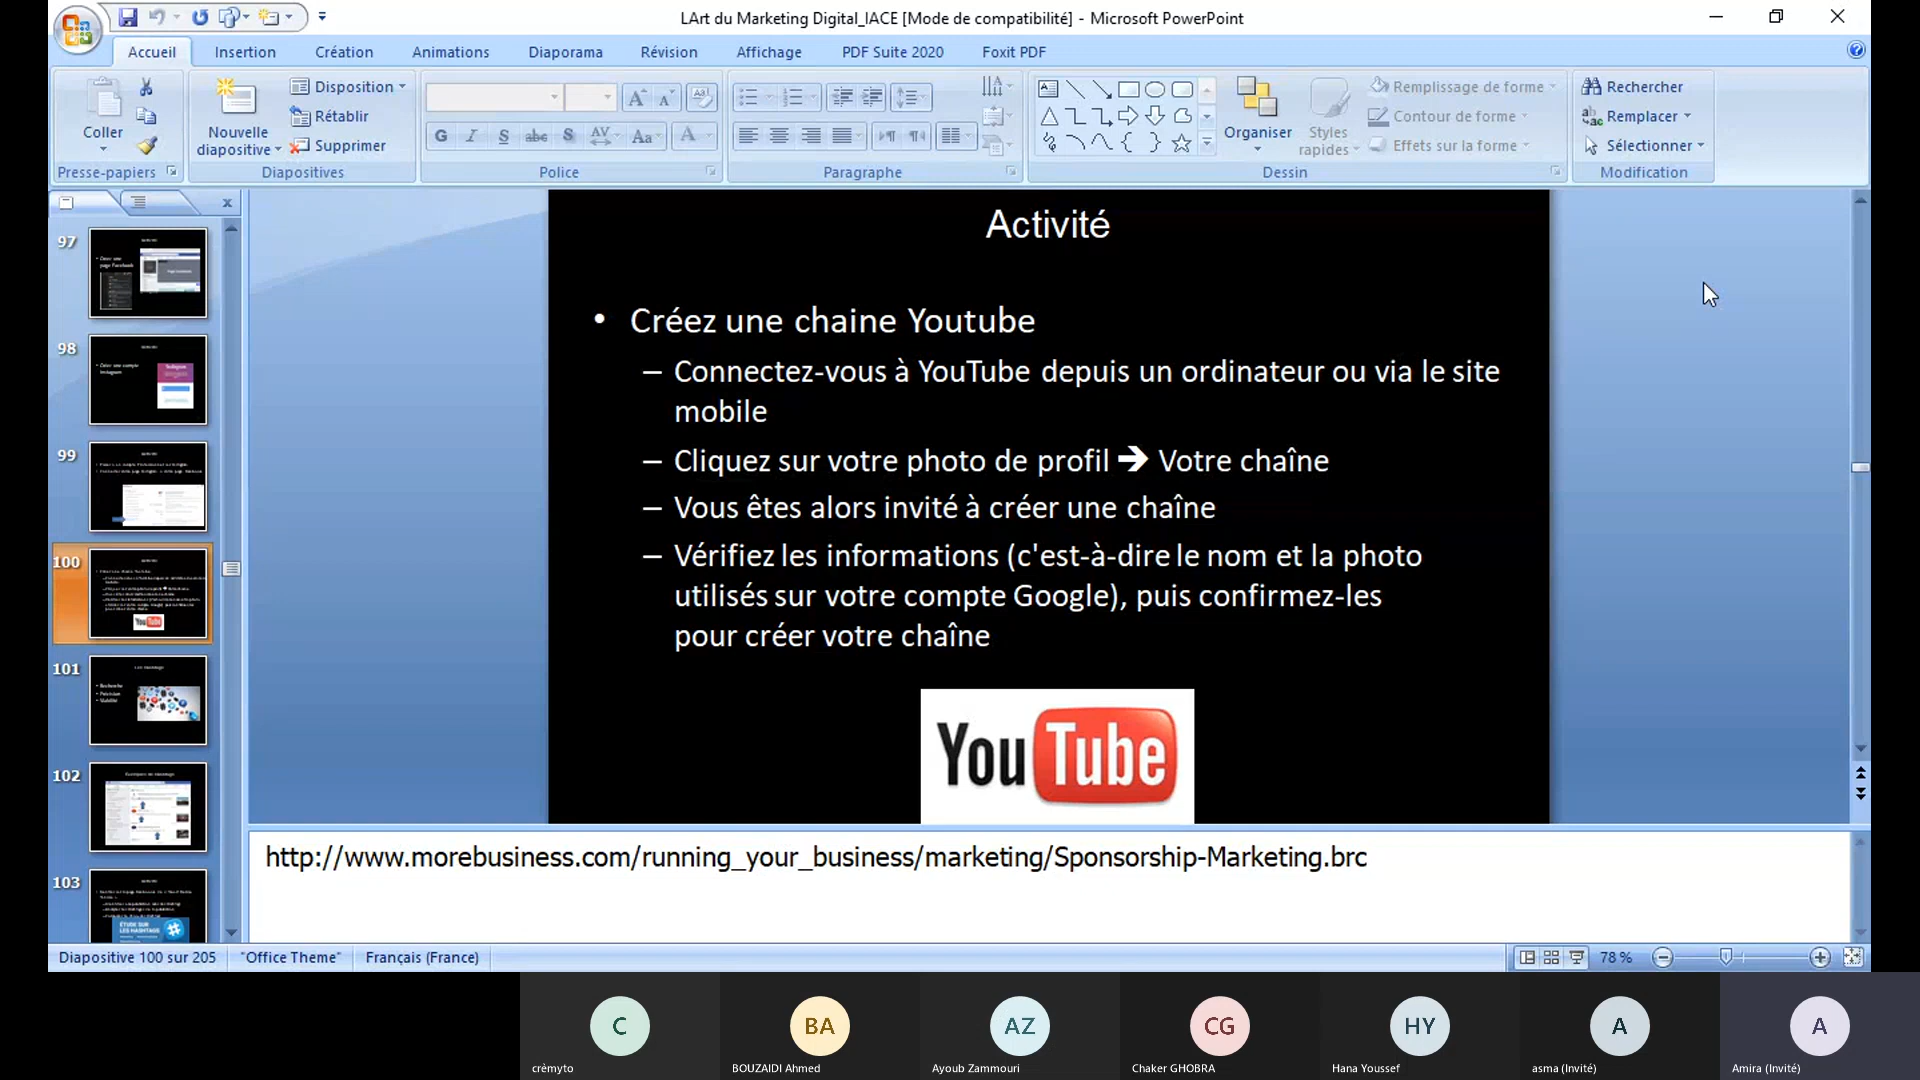 LArt du Marketing Digital_IACE [Mode de compatibilité] - Microsoft PowerPoint
Accueil Insertion Création Animations Diaporama Révision Affichage PDF Suite 2020 Foxit PDF
Coller
Presse-papiers
Nouvelle
diapositive
Disposition
Rétablir
Supprimer
Diapositives
G I S abc S AV Aa A
Police
Paragraphe
Organiser
Styles
rapides
Remplissage de forme
Contour de forme
Effets sur la forme
Dessin
Rechercher
Remplacer
Sélectionner
Modification
97
98
99
100
101
102
103
Activité
• Créez une chaine Youtube
– Connectez-vous à YouTube depuis un ordinateur ou via le site
mobile
– Cliquez sur votre photo de profil ➔ Votre chaîne
– Vous êtes alors invité à créer une chaîne
– Vérifiez les informations (c'est-à-dire le nom et la photo
utilisés sur votre compte Google), puis confirmez-les
pour créer votre chaîne
YouTube
http://www.morebusiness.com/running_your_business/marketing/Sponsorship-Marketing.brc
Diapositive 100 sur 205 "Office Theme" Français (France) 78 %
C BA AZ CG HY A A
crèmyto BOUZAIDI Ahmed Ayoub Zammouri Chaker GHOBRA Hana Youssef asma (Invité) Amira (Invité)